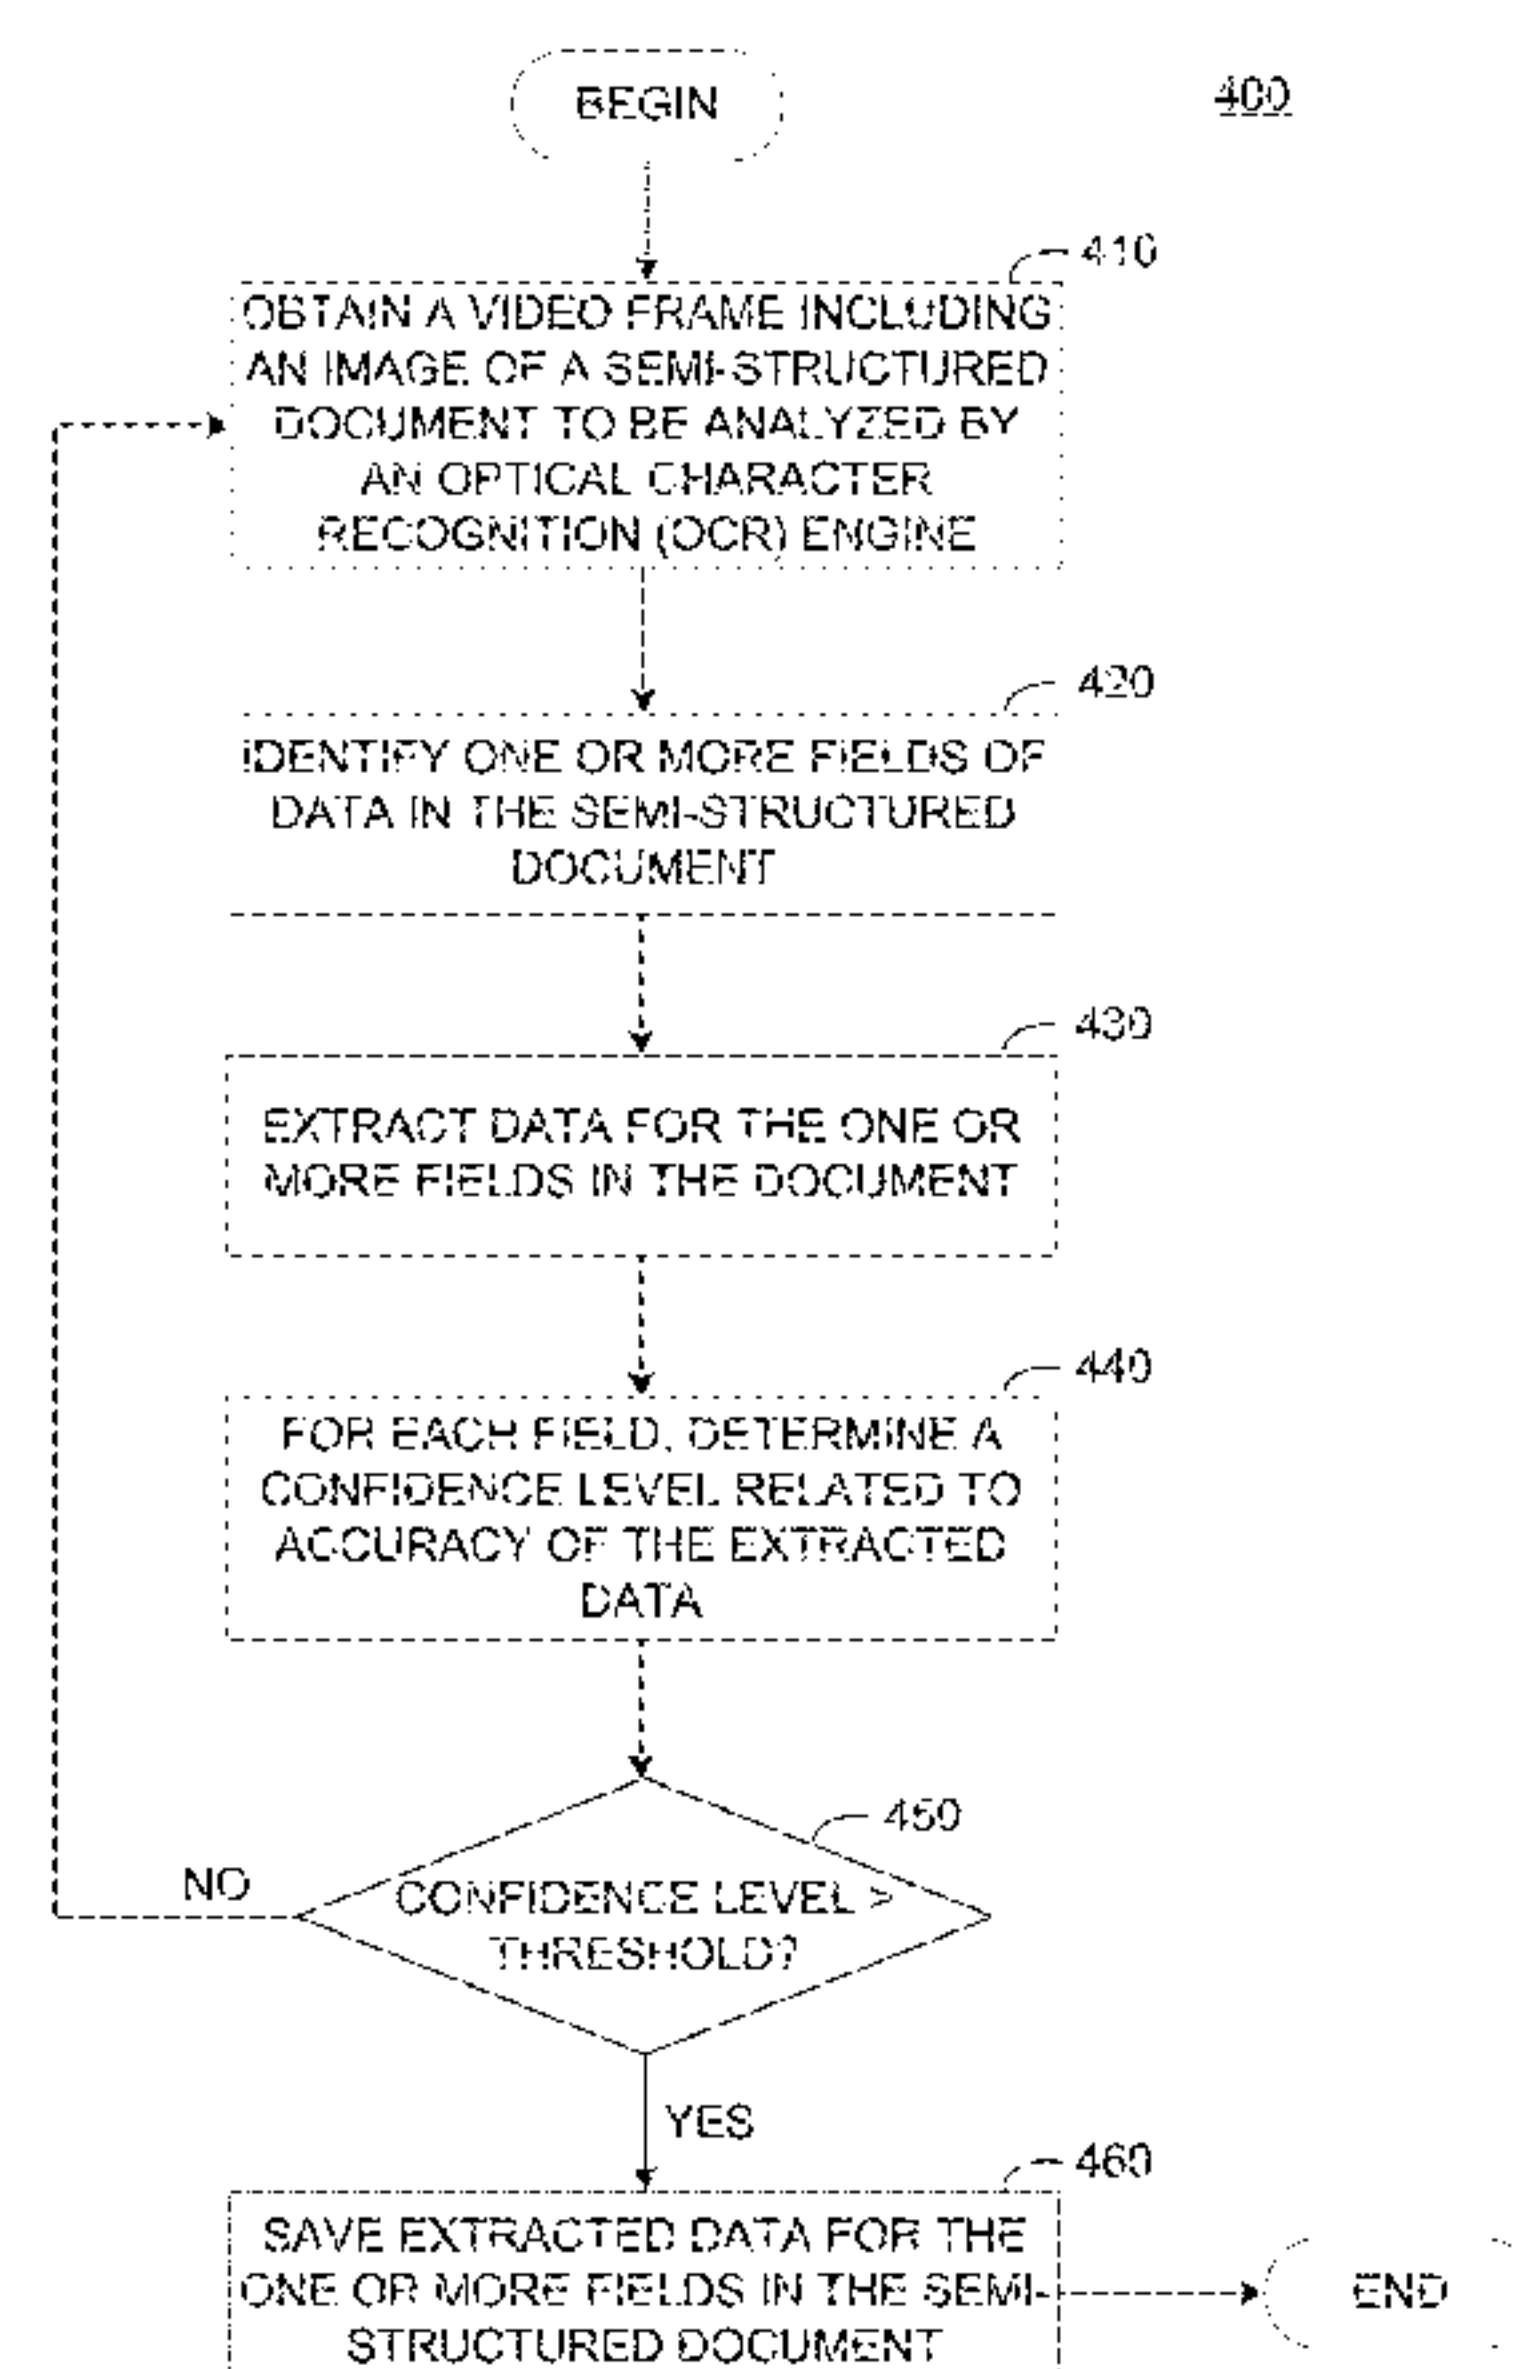 BEGIN
400
410
OBTAIN A VIDEO FRAME INCLUDING
AN IMAGE OF A SEMI-STRUCTURED
DOCUMENT TO BE ANALYZED BY
AN OPTICAL CHARACTER
RECOGNITION (OCR) ENGINE
420
IDENTIFY ONE OR MORE FIELDS OF
DATA IN THE SEMI-STRUCTURED
DOCUMENT
430
EXTRACT DATA FOR THE ONE OR
MORE FIELDS IN THE DOCUMENT
440
FOR EACH FIELD, DETERMINE A
CONFIDENCE LEVEL RELATED TO
ACCURACY OF THE EXTRACTED
DATA
450
NO
CONFIDENCE LEVEL >
THRESHOLD?
YES
460
SAVE EXTRACTED DATA FOR THE
ONE OR MORE FIELDS IN THE SEMI-
STRUCTURED DOCUMENT
END